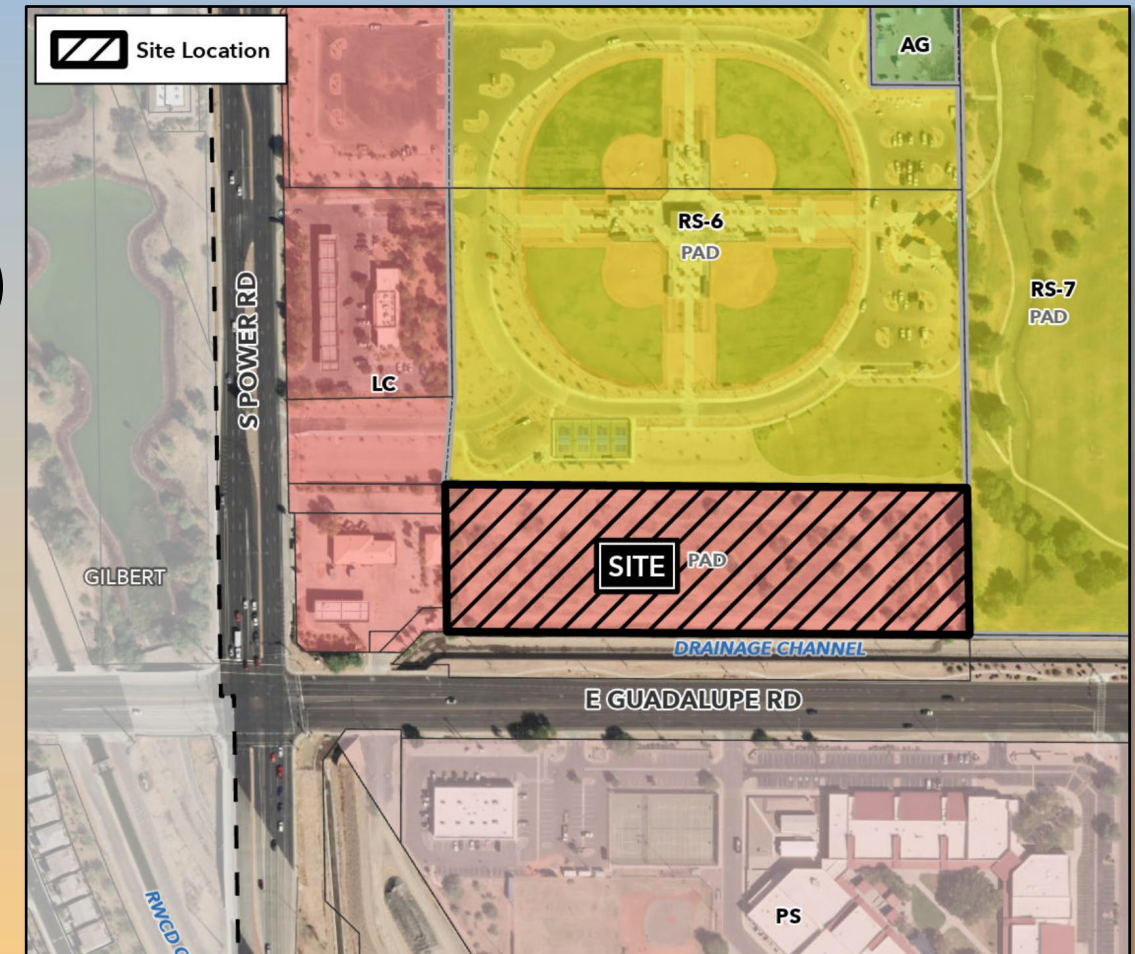 Site Location
AG
RS-6
PAD
RS-7
PAD
S POWER RD
LC
GILBERT
SITE
PAD
DRAINAGE CHANNEL
E GUADALUPE RD
RWCD
PS